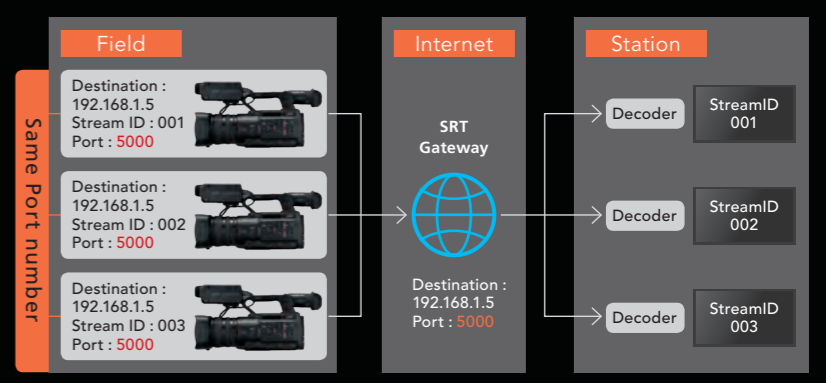 Field
Internet
Station
Same Port number
Destination :
192.168.1.5
Stream ID : 001
Port : 5000
Destination :
192.168.1.5
Stream ID : 002
Port : 5000
Destination :
192.168.1.5
Stream ID : 003
Port : 5000
SRT
Gateway
Destination :
192.168.1.5
Port : 5000
Decoder
StreamID
001
Decoder
StreamID
002
Decoder
StreamID
003